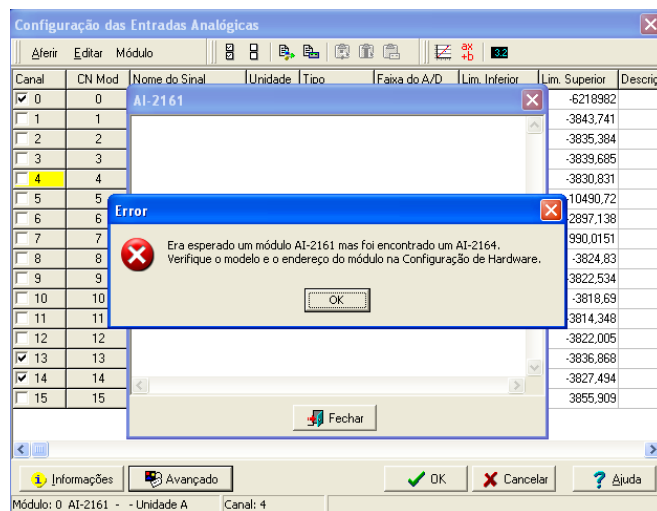 Configuração das Entradas Analógicas
Aferir Editar Módulo ax +b 3.2
Canal CN Mod Nome do Sinal Unidade Tipo Faixa do A/D Lim. Inferior Lim. Superior Descriç
AI-2161
0 0 -6218982
1 1 -3843,741
2 2 -3835,384
3 3 -3839,685
4 4 -3830,831
5 5 -10490,72
Error
6 6 -2897,138
7 7 990,0151
Era esperado um módulo AI-2161 mas foi encontrado um AI-2164.
Verifique o modelo e o endereço do módulo na Configuração de Hardware.
8 8 -3824,83
9 9 -3822,534
10 10 -3818,69
OK
11 11 -3814,348
12 12 -3822,005
13 13 -3836,868
14 14 -3827,494
15 15 3855,909
Fechar
Informações Avançado OK Cancelar Ajuda
Módulo: 0 AI-2161 - - Unidade A Canal: 4